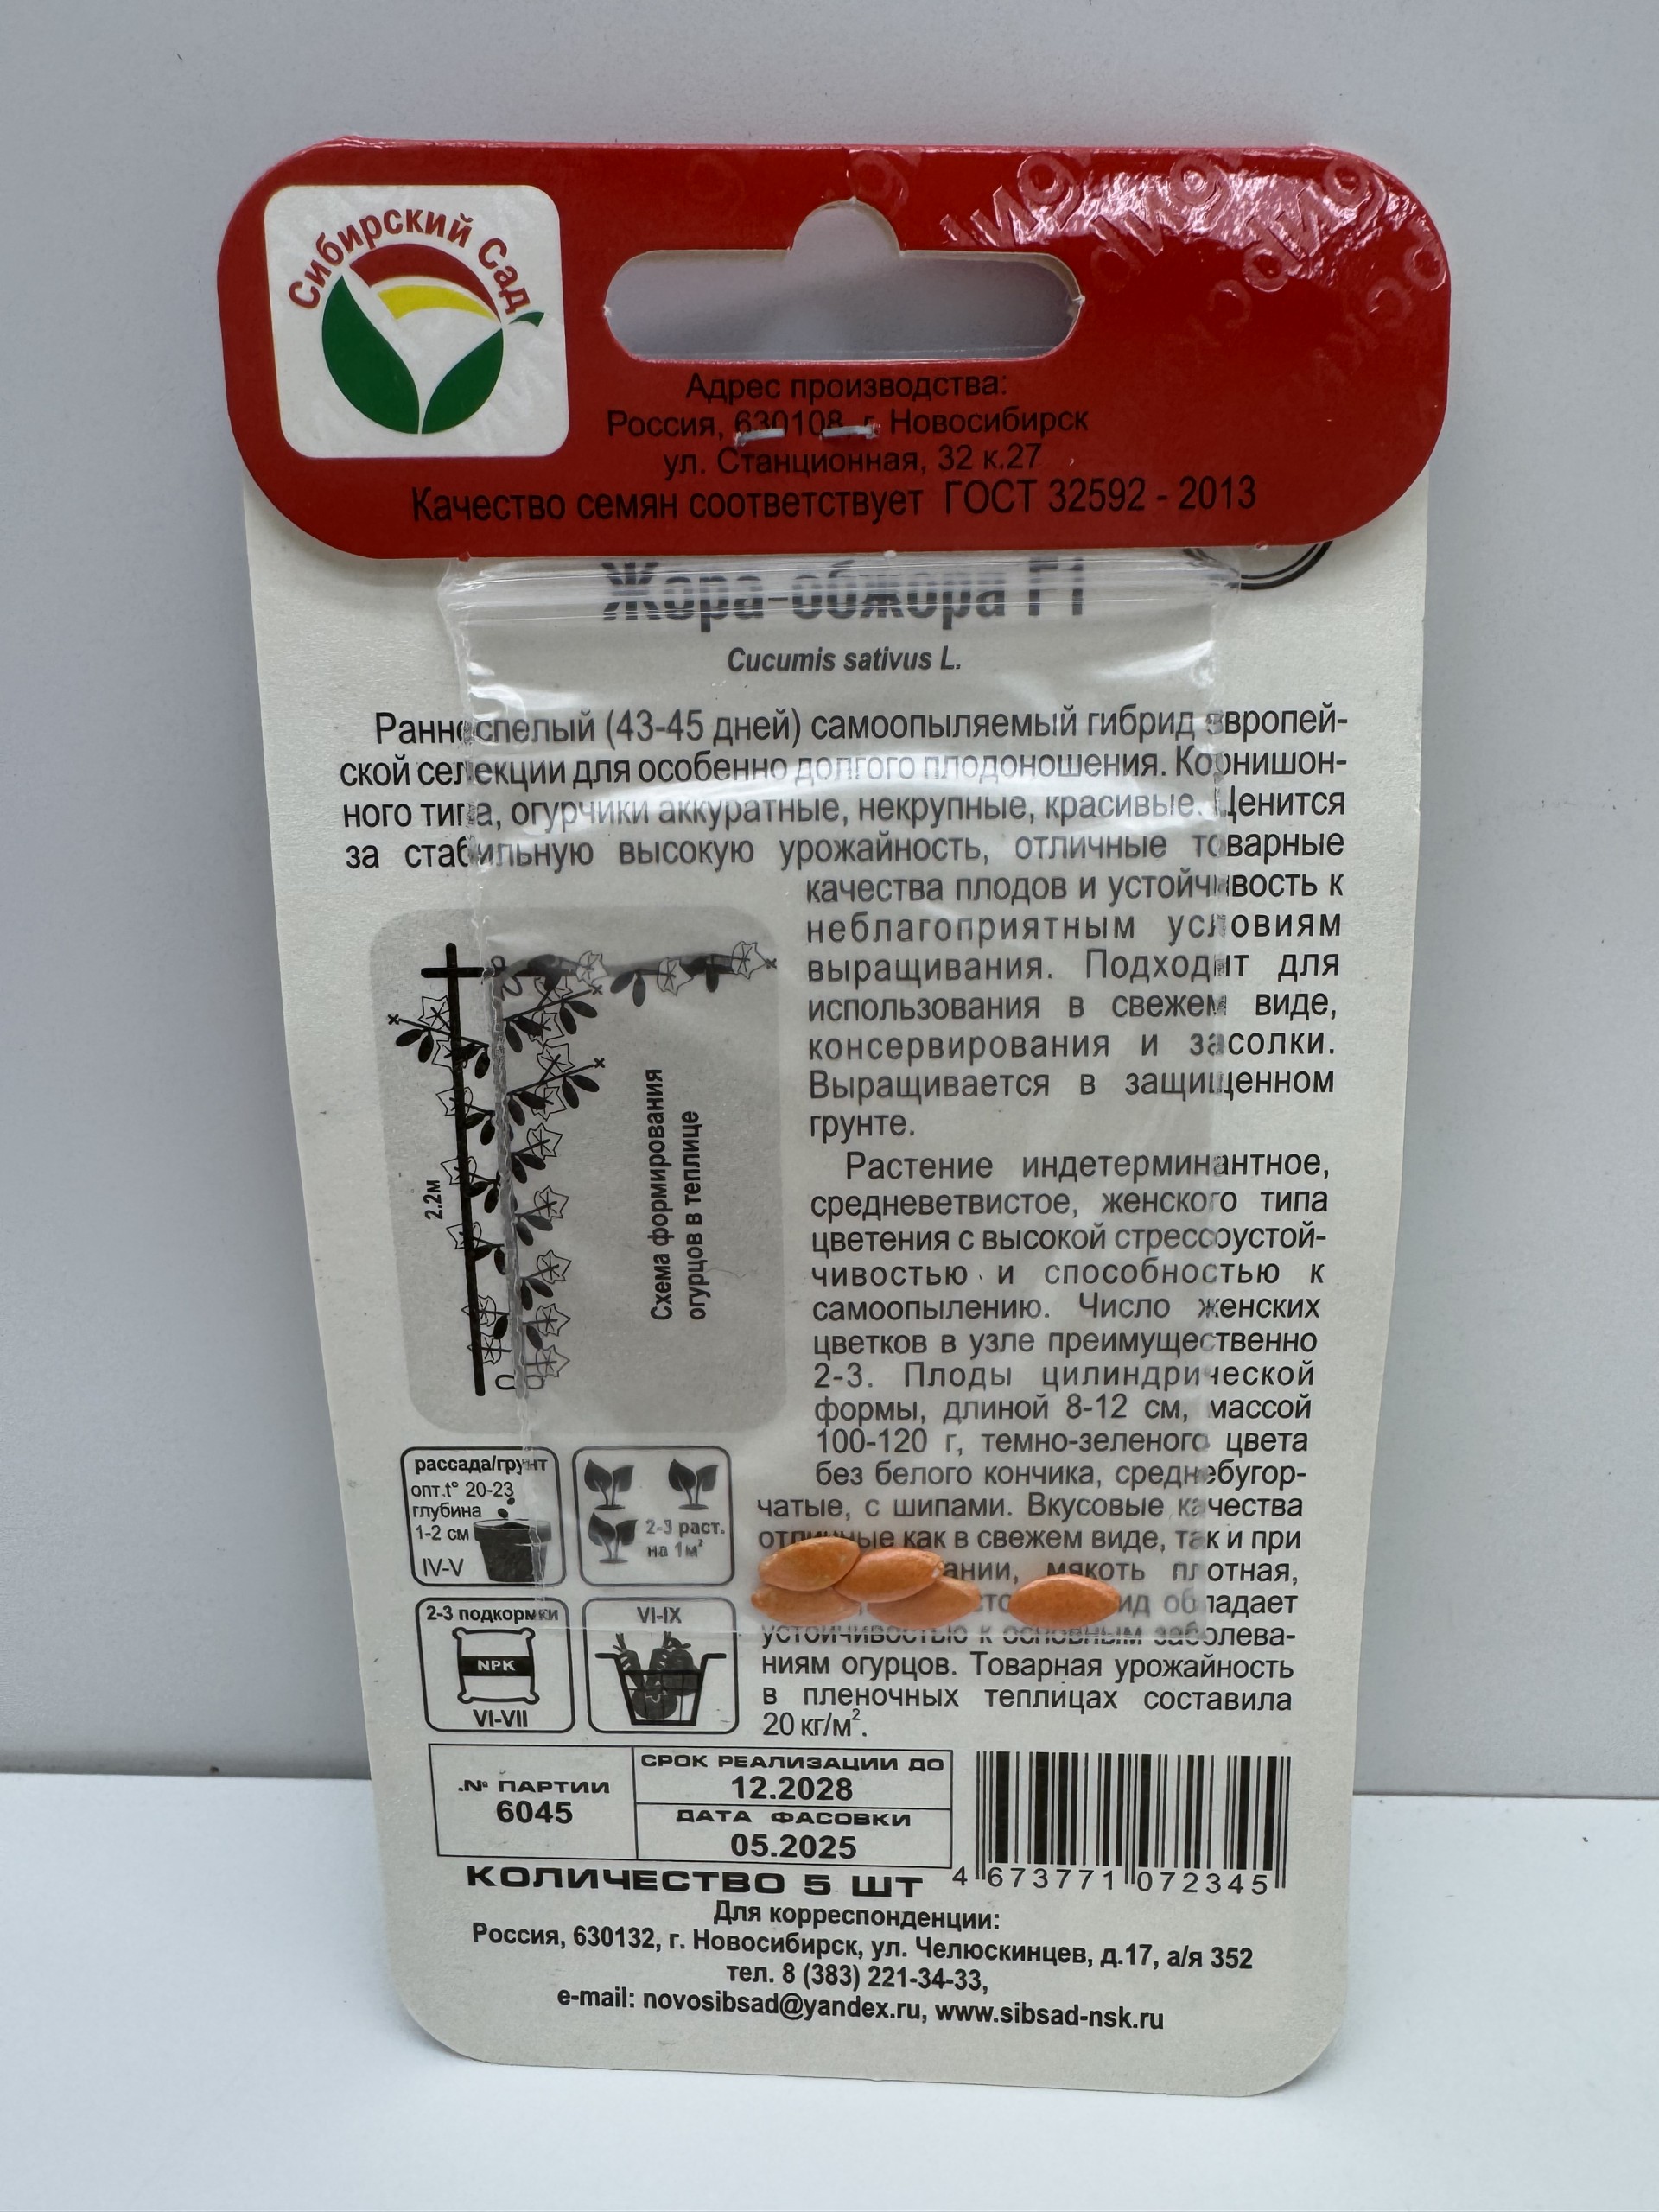 Сибирский Сад
Адрес производства:
Россия, 630108, г. Новосибирск
ул. Станционная, 32 к.27
Качество семян соответствует ГОСТ 32592 - 2013
Жора-обжора F1
Cucumis sativus L.
Раннеспелый (43-45 дней) самоопыляемый гибрид европей-
ской селекции для особенно долгого плодоношения. Корнишон-
ного типа, огурчики аккуратные, некрупные, красивые. Ценится
за стабильную высокую урожайность, отличные товарные
качества плодов и устойчивость к
неблагоприятным условиям
выращивания. Подходит для
использования в свежем виде,
консервирования и засолки.
Выращивается в защищенном
грунте.
Растение индетерминантное,
средневетвистое, женского типа
цветения с высокой стрессоустой-
чивостью и способностью к
самоопылению. Число женских
цветков в узле преимущественно
2-3. Плоды цилиндрической
формы, длиной 8-12 см, массой
100-120 г, темно-зеленого цвета
без белого кончика, среднебугор-
чатые, с шипами. Вкусовые качества
отличные как в свежем виде, так и при
мякоть плотная,
обладает
устойчивостью к основным заболева-
ниям огурцов. Товарная урожайность
в пленочных теплицах составила
20 кг/м².
2.2м
Схема формирования
огурцов в теплице
рассада/грунт
опт.t° 20-23
глубина
1-2 см
IV-V
2-3 раст.
на 1м²
2-3 подкормки
NPK
VI-VII
VI-IX
№ ПАРТИИ
6045
СРОК РЕАЛИЗАЦИИ ДО
12.2028
ДАТА ФАСОВКИ
05.2025
КОЛИЧЕСТВО 5 ШТ
4 673771 072345
Для корреспонденции:
Россия, 630132, г. Новосибирск, ул. Челюскинцев, д.17, а/я 352
тел. 8 (383) 221-34-33,
e-mail: novosibsad@yandex.ru, www.sibsad-nsk.ru